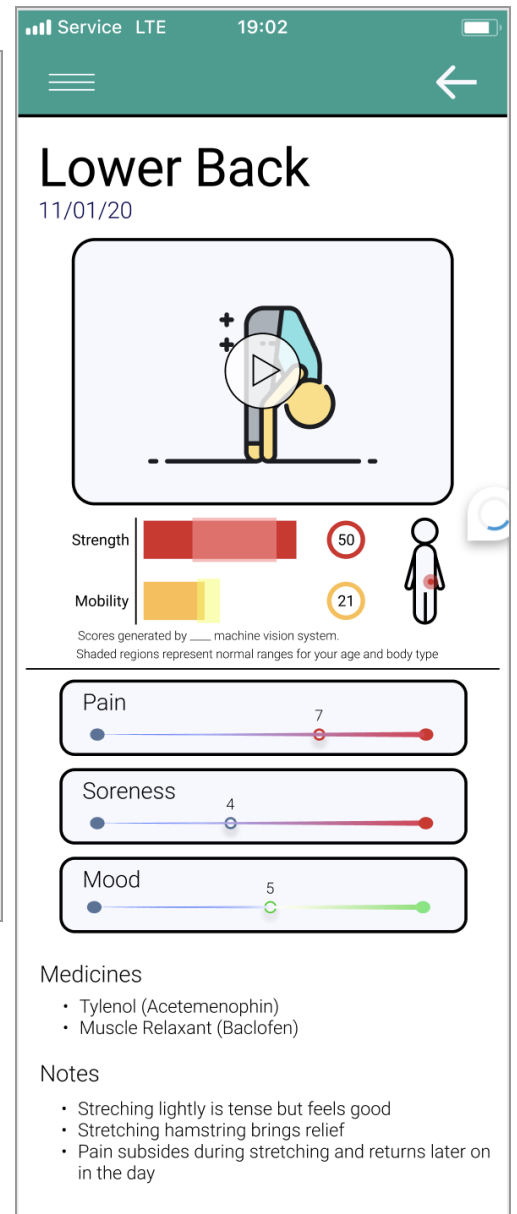 Service LTE 19:02
Lower Back
11/01/20
Strength 50
Mobility 21
Scores generated by ___ machine vision system.
Shaded regions represent normal ranges for your age and body type
Pain
7
Soreness
4
Mood
5
Medicines
• Tylenol (Acetemenophin)
• Muscle Relaxant (Baclofen)
Notes
• Streching lightly is tense but feels good
• Stretching hamstring brings relief
• Pain subsides during stretching and returns later on
in the day